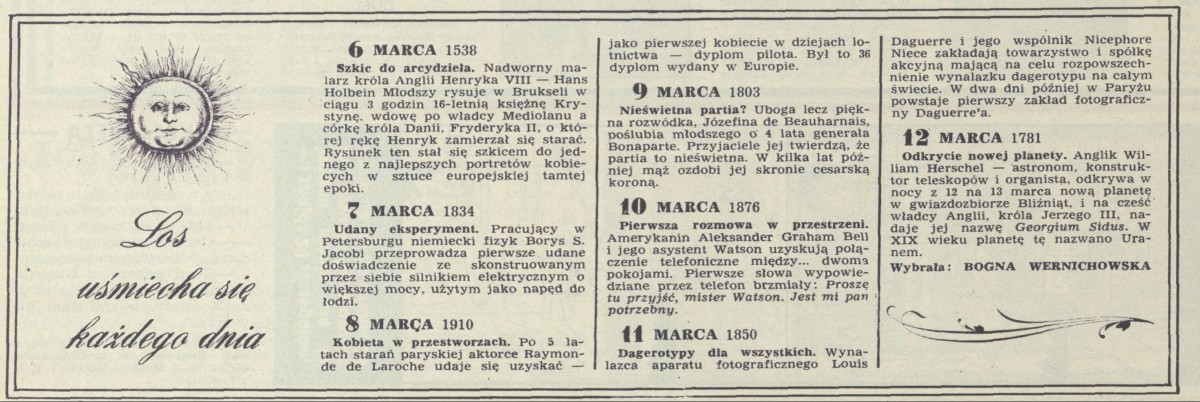 Los
uśmiecha się
każdego dnia
6 MARCA 1538
Szkic do arcydzieła. Nadworny ma-
larz króla Anglii Henryka VIII — Hans
Holbein Młodszy rysuje w Brukseli w
ciągu 3 godzin 16-letnią księżnę Kry-
stynę, wdowę po władcy Mediolanu a
córkę króla Danii, Fryderyka II, o któ-
rej rękę Henryk zamierzał się starać.
Rysunek ten stał się szkicem do jed-
nego z najlepszych portretów kobie-
cych w sztuce europejskiej tamtej
epoki.
7 MARCA 1834
Udany eksperyment. Pracujący w
Petersburgu niemiecki fizyk Borys S.
Jacobi przeprowadza pierwsze udane
doświadczenie ze skonstruowanym
przez siebie silnikiem elektrycznym o
większej mocy, użytym jako napęd do
łodzi.
8 MARCA 1910
Kobieta w przestworzach. Po 5 la-
tach starań paryskiej aktorce Raymon-
de de Laroche udaje się uzyskać —
jako pierwszej kobiecie w dziejach lo-
tnictwa — dyplom pilota. Był to 36
dyplom wydany w Europie.
9 MARCA 1803
Nieświetna partia? Uboga lecz pięk-
na rozwódka, Józefina de Beauharnais,
poślubia młodszego o 4 lata generała
Bonaparte. Przyjaciele jej twierdzą, że
partia to nieświetna. W kilka lat póź-
niej mąż ozdobi jej skronie cesarską
koroną.
10 MARCA 1876
Pierwsza rozmowa w przestrzeni.
Amerykanin Aleksander Graham Bell
i jego asystent Watson uzyskują połą-
czenie telefoniczne między... dwoma
pokojami. Pierwsze słowa wypowie-
dziane przez telefon brzmiały: Proszę
tu przyjść, mister Watson. Jest mi pan
potrzebny.
11 MARCA 1850
Dagerotypy dla wszystkich. Wyna-
lazca aparatu fotograficznego Louis
Daguerre i jego wspólnik Nicephore
Niece zakładają towarzystwo i spółkę
akcyjną mającą na celu rozpowszech-
nienie wynalazku dagerotypu na całym
świecie. W dwa dni później w Paryżu
powstaje pierwszy zakład fotograficz-
ny Daguerre'a.
12 MARCA 1781
Odkrycie nowej planety. Anglik Wil-
liam Herschel — astronom, konstruk-
tor teleskopów i organista, odkrywa w
nocy z 12 na 13 marca nową planetę
w gwiazdozbiorze Bliźniąt, i na cześć
władcy Anglii, króla Jerzego III, na-
daje jej nazwę Georgium Sidus. W
XIX wieku planetę tę nazwano Ura-
nem.
Wybrała: BOGNA WERNICHOWSKA